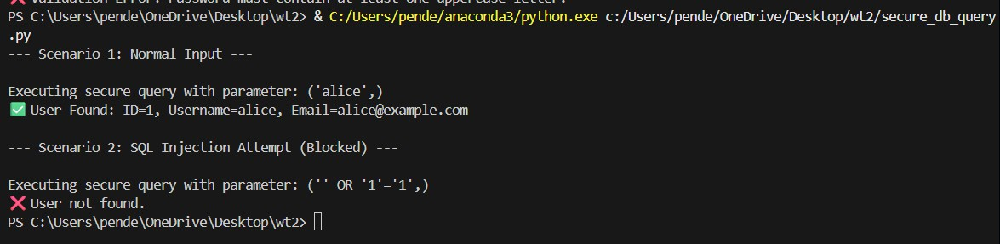 ❌ Validation Error: Password must contain at least one uppercase letter.
PS C:\Users\pende\OneDrive\Desktop\wt2> & C:/Users/pende/anaconda3/python.exe c:/Users/pende/OneDrive/Desktop/wt2/secure_db_query
.py
--- Scenario 1: Normal Input ---
Executing secure query with parameter: ('alice',)
✅ User Found: ID=1, Username=alice, Email=alice@example.com
--- Scenario 2: SQL Injection Attempt (Blocked) ---
Executing secure query with parameter: ('' OR '1'='1',)
❌ User not found.
PS C:\Users\pende\OneDrive\Desktop\wt2>